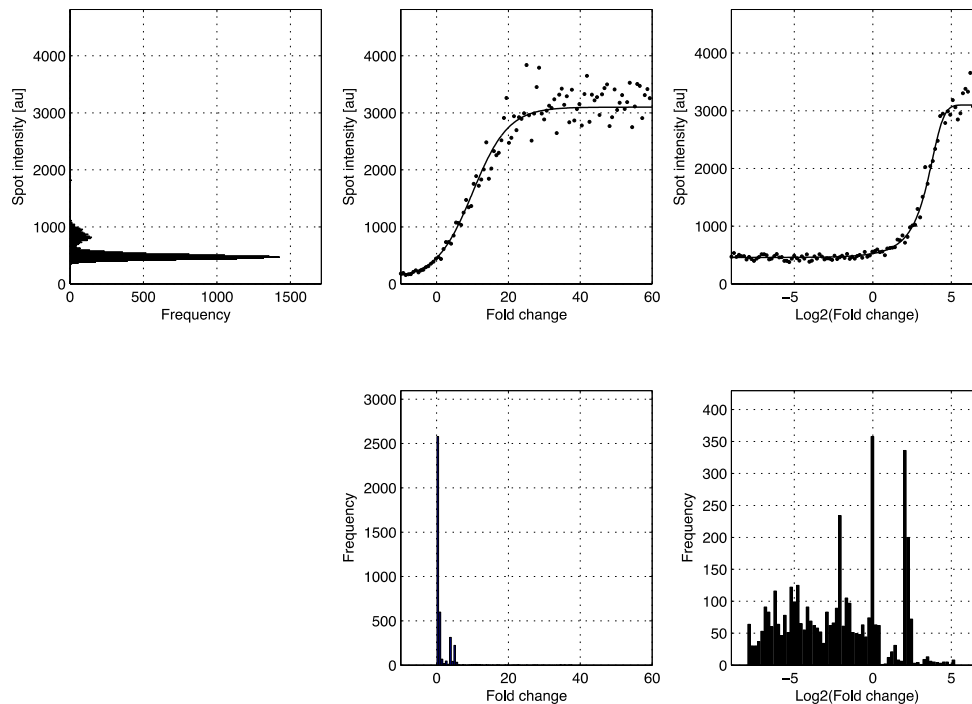 Spot intensity [au]
4000
3000
2000
1000
0
0 500 1000 1500
Frequency
Spot intensity [au]
4000
3000
2000
1000
0
0 20 40 60
Fold change
Spot intensity [au]
4000
3000
2000
1000
0
−5 0 5
Log2(Fold change)
Frequency
3000
2500
2000
1500
1000
500
0
0 20 40 60
Fold change
Frequency
400
350
300
250
200
150
100
50
0
−5 0 5
Log2(Fold change)